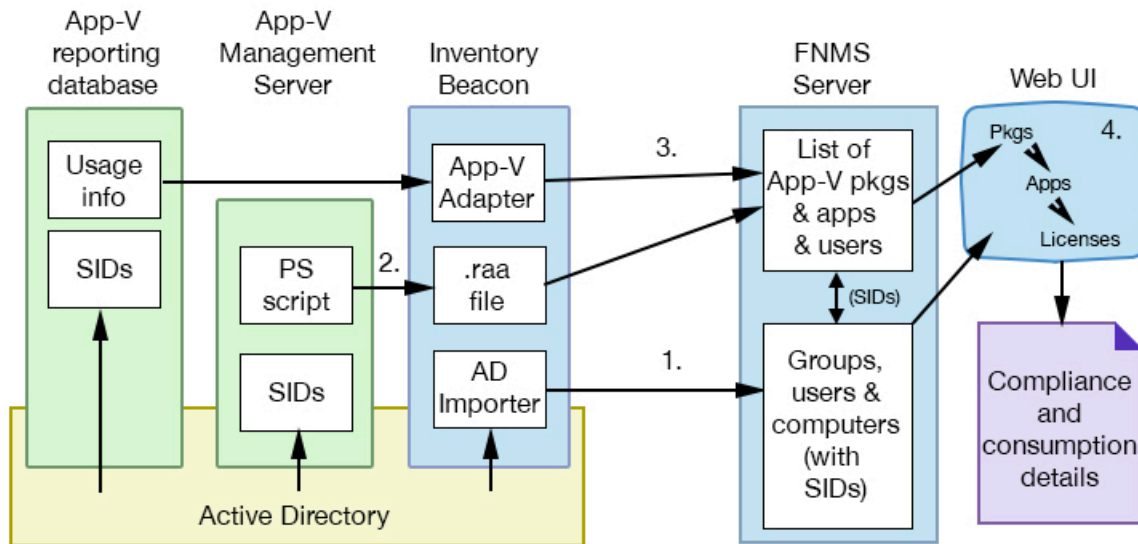 App-V
reporting
database
App-V
Management
Server
Inventory
Beacon
FNMS
Server
Web UI
Usage
info
SIDs
PS
script
SIDs
2.
App-V
Adapter
.raa
file
AD
Importer
3.
1.
List of
App-V pkgs
& apps
& users
(SIDs)
Groups,
users &
computers
(with
SIDs)
4.
Pkgs
Apps
Licenses
Compliance
and
consumption
details
Active Directory